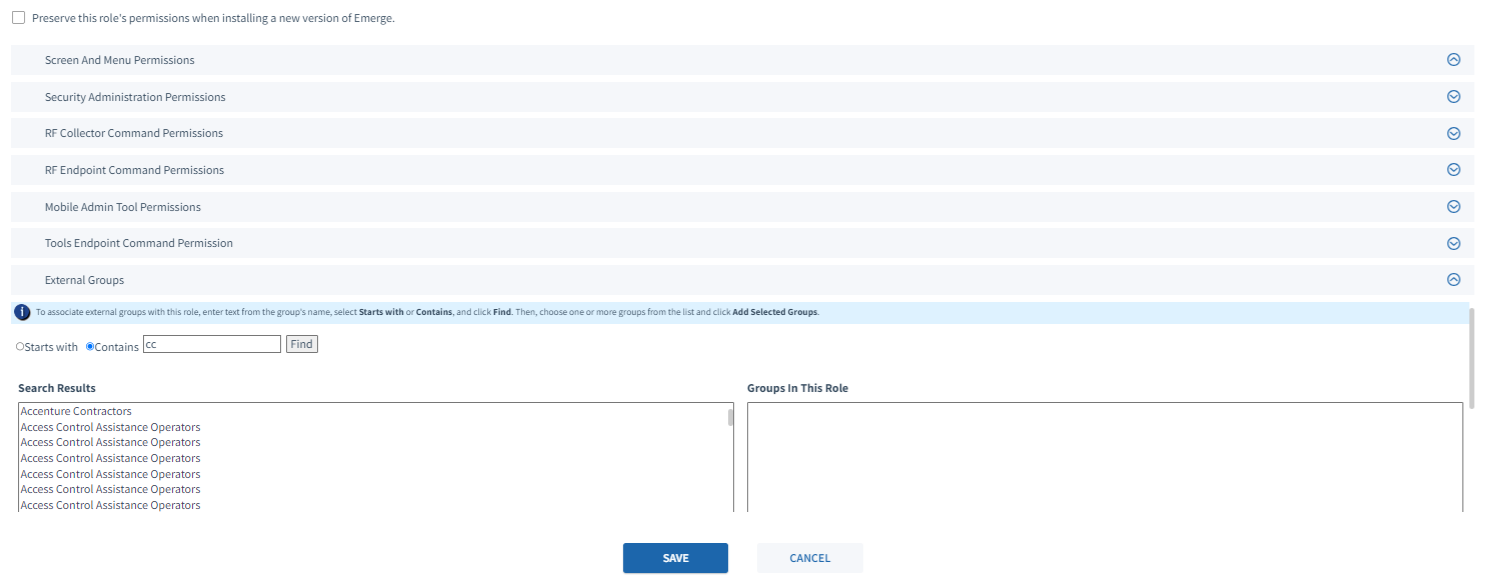 Preserve this role's permissions when installing a new version of Emerge.
Screen And Menu Permissions
Security Administration Permissions
RF Collector Command Permissions
RF Endpoint Command Permissions
Mobile Admin Tool Permissions
Tools Endpoint Command Permission
External Groups
i To associate external groups with this role, enter text from the group's name, select Starts with or Contains, and click Find. Then, choose one or more groups from the list and click Add Selected Groups.
Starts with Contains cc Find
Search Results Groups In This Role
Accenture Contractors
Access Control Assistance Operators
Access Control Assistance Operators
Access Control Assistance Operators
Access Control Assistance Operators
Access Control Assistance Operators
Access Control Assistance Operators
SAVE CANCEL